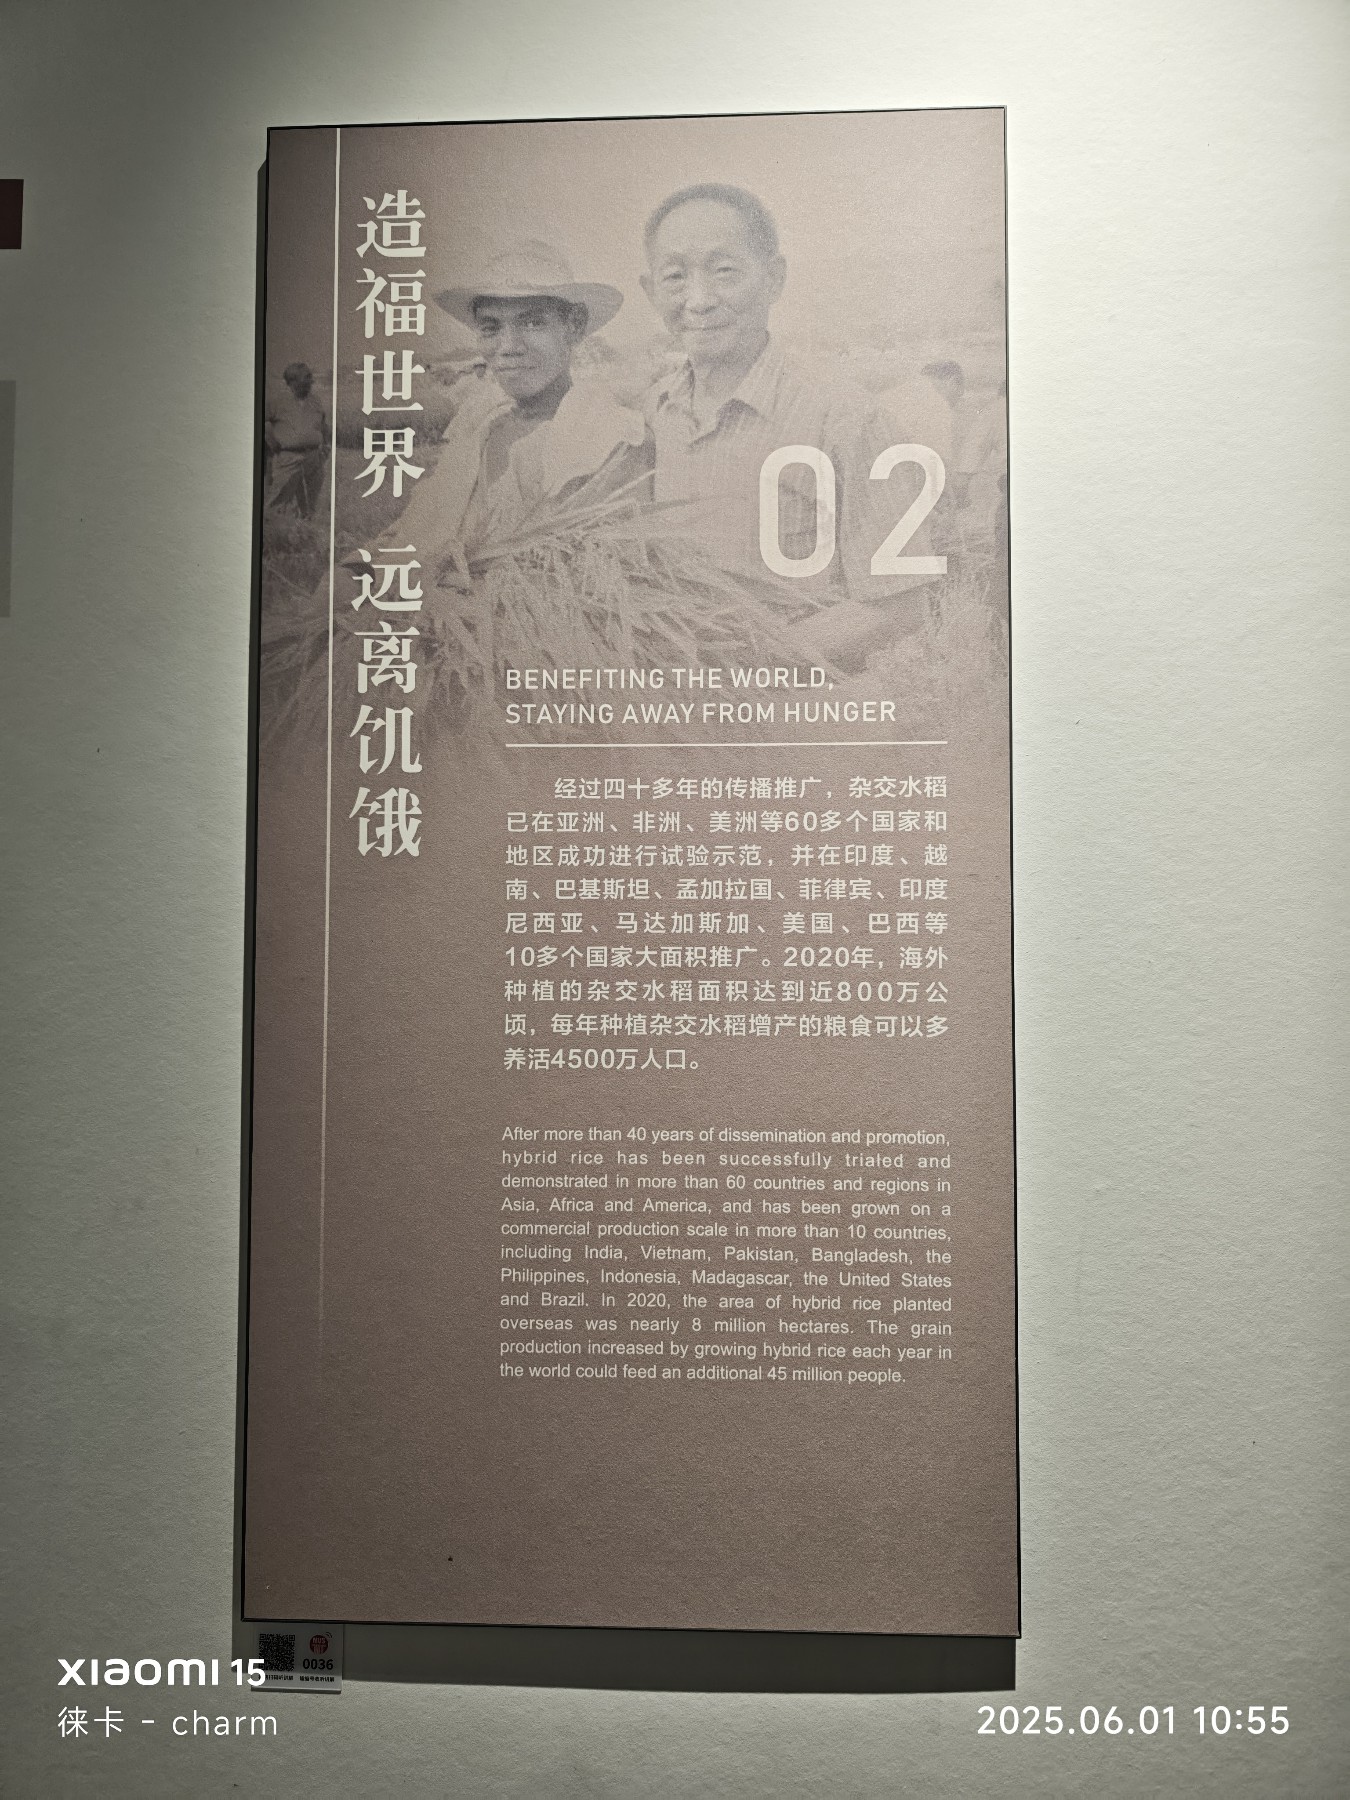 造福世界 远离饥饿
02
BENEFITING THE WORLD,
STAYING AWAY FROM HUNGER
经过四十多年的传播推广，杂交水稻
已在亚洲、非洲、美洲等60多个国家和
地区成功进行试验示范，并在印度、越
南、巴基斯坦、孟加拉国、菲律宾、印度
尼西亚、马达加斯加、美国、巴西等
10多个国家大面积推广。2020年，海外
种植的杂交水稻面积达到近800万公
顷，每年种植杂交水稻增产的粮食可以多
养活4500万人口。
After more than 40 years of dissemination and promotion,
hybrid rice has been successfully trialed and
demonstrated in more than 60 countries and regions in
Asia, Africa and America, and has been grown on a
commercial production scale in more than 10 countries,
including India, Vietnam, Pakistan, Bangladesh, the
Philippines, Indonesia, Madagascar, the United States
and Brazil. In 2020, the area of hybrid rice planted
overseas was nearly 8 million hectares. The grain
production increased by growing hybrid rice each year in
the world could feed an additional 45 million people.
0036
xiaomi 15
徕卡 - charm
2025.06.01 10:55